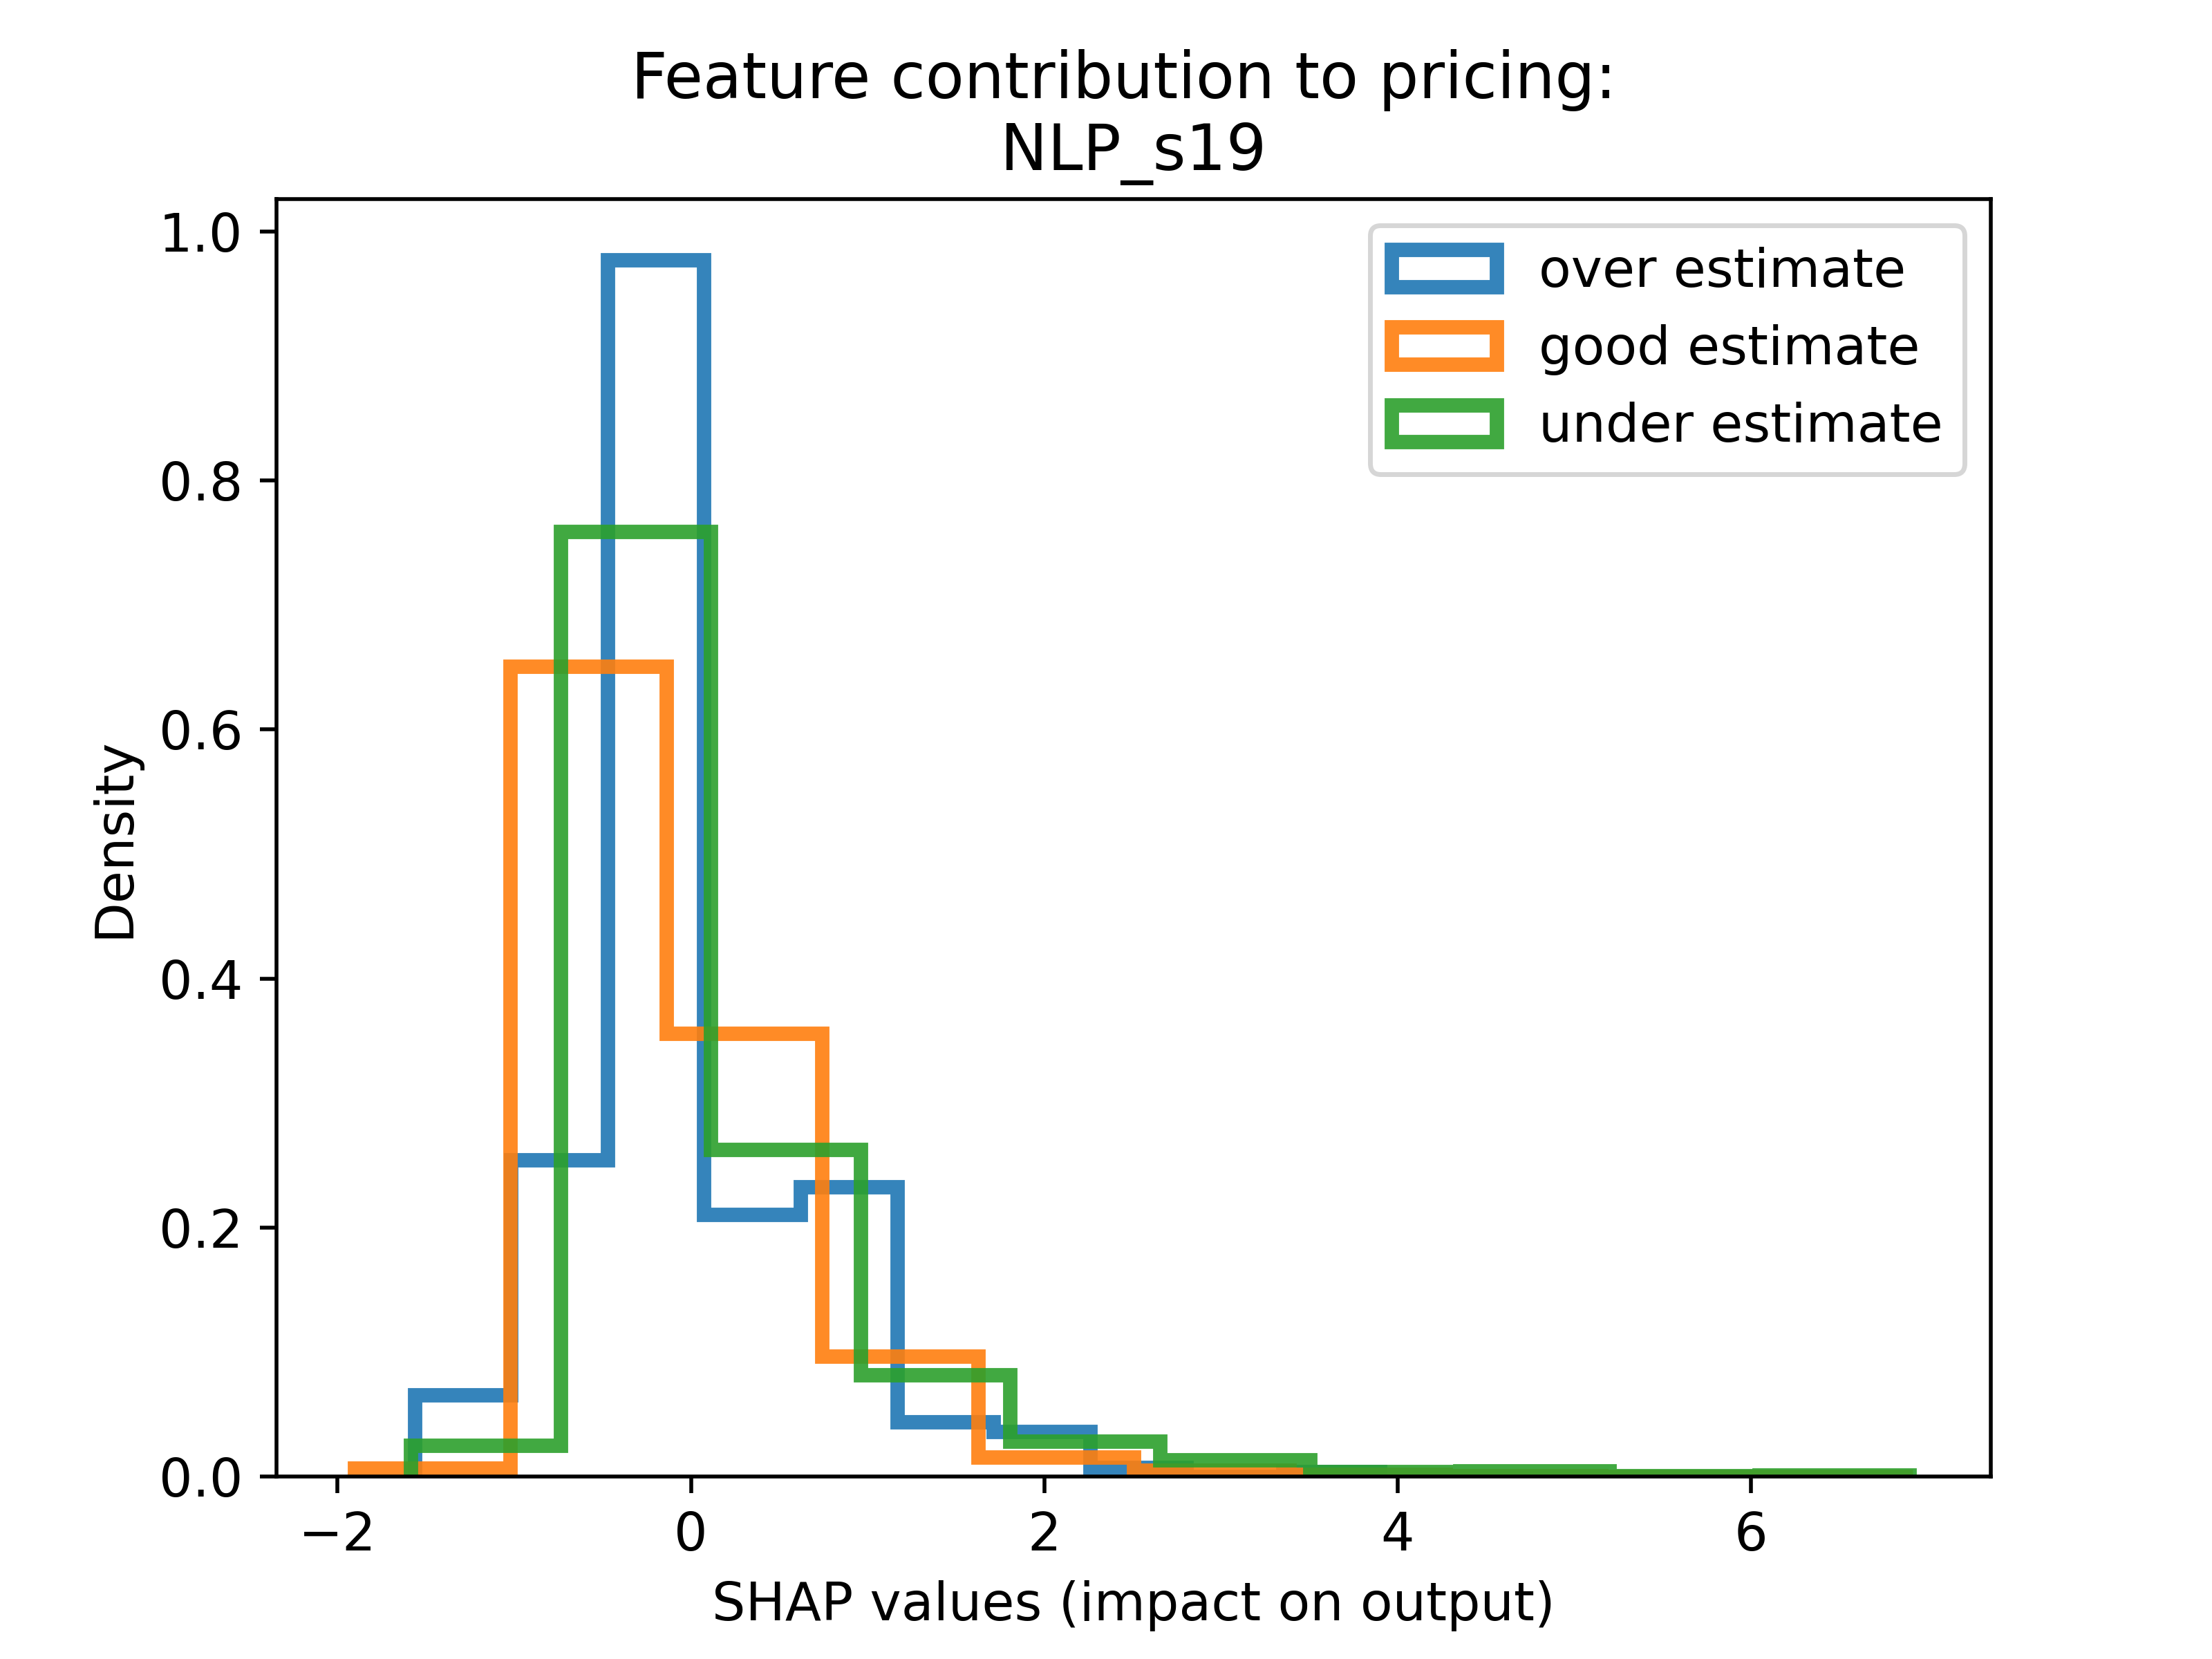 Feature contribution to pricing:
NLP_s19
1.0
0.8
0.6
0.4
0.2
0.0
Density
over estimate
good estimate
under estimate
−2
0
2
4
6
SHAP values (impact on output)